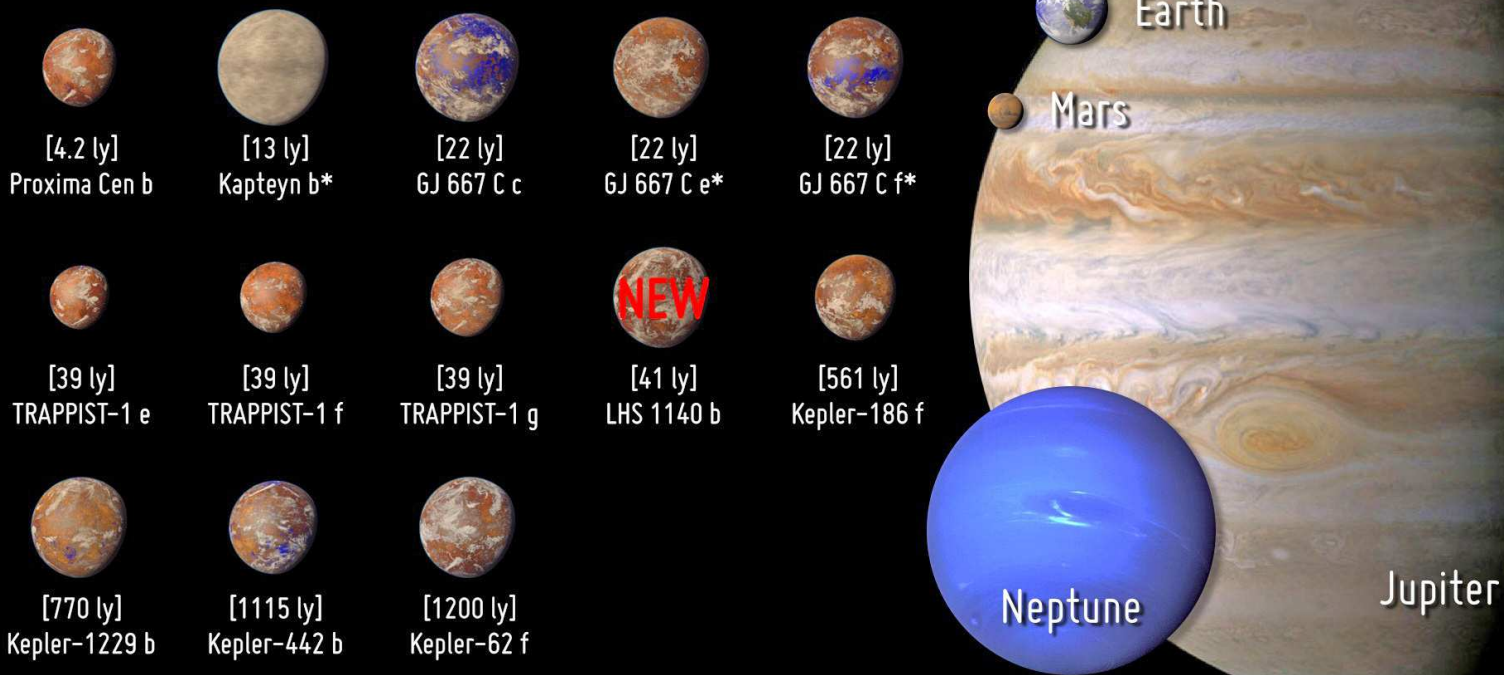 Earth
Mars
[4.2 ly]
Proxima Cen b
[13 ly]
Kapteyn b*
[22 ly]
GJ 667 C c
[22 ly]
GJ 667 C e*
[22 ly]
GJ 667 C f*
NEW
[39 ly]
TRAPPIST-1 e
[39 ly]
TRAPPIST-1 f
[39 ly]
TRAPPIST-1 g
[41 ly]
LHS 1140 b
[561 ly]
Kepler-186 f
[770 ly]
Kepler-1229 b
[1115 ly]
Kepler-442 b
[1200 ly]
Kepler-62 f
Neptune
Jupiter